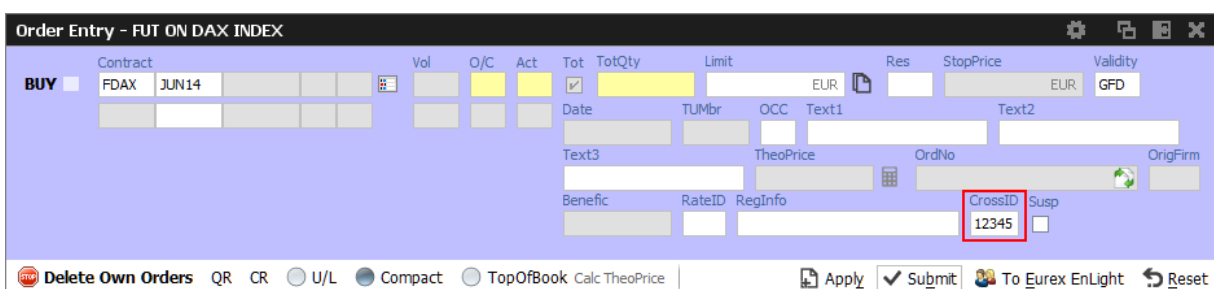 Order Entry - FUT ON DAX INDEX
Contract Vol O/C Act Tot TotQty Limit Res StopPrice Validity
BUY FDAX JUN14 EUR EUR GFD
Date TUMbr OCC Text1 Text2
Text3 TheoPrice OrdNo OrigFirm
Benefic RateID RegInfo CrossID Susp
12345
STOP Delete Own Orders QR CR U/L Compact TopOfBook Calc TheoPrice Apply Submit To Eurex EnLight Reset